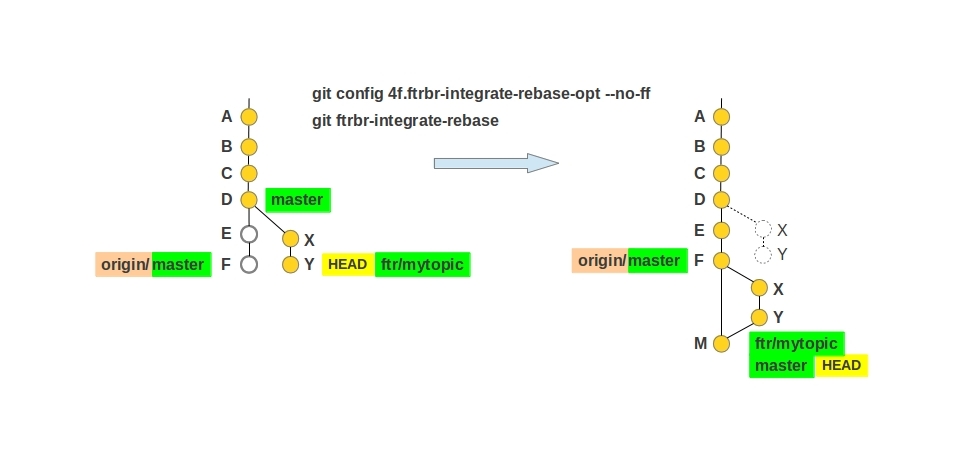 git config 4f.ftrbr-integrate-rebase-opt --no-ff
git ftrbr-integrate-rebase
A
B
C
D master
E
X
origin/master F
Y HEAD ftr/mytopic
A
B
C
D
E X
Y
origin/master F
X
Y
M ftr/mytopic
master HEAD